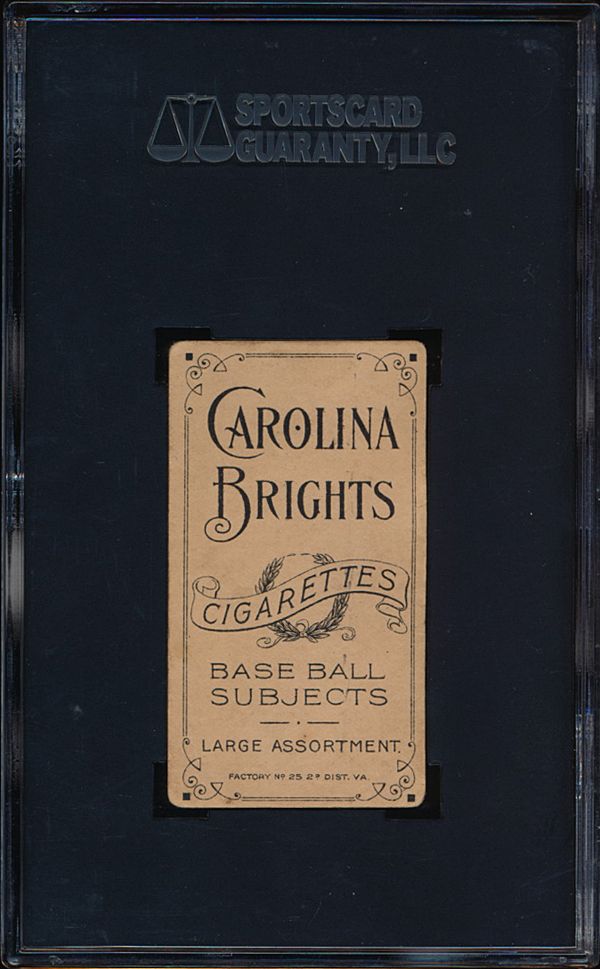 SPORTSCARD
GUARANTY, LLC
CAROLINA
BRIGHTS
CIGARETTES
BASE BALL
SUBJECTS
LARGE ASSORTMENT.
FACTORY Nº 25 2ᴰ DIST. VA.